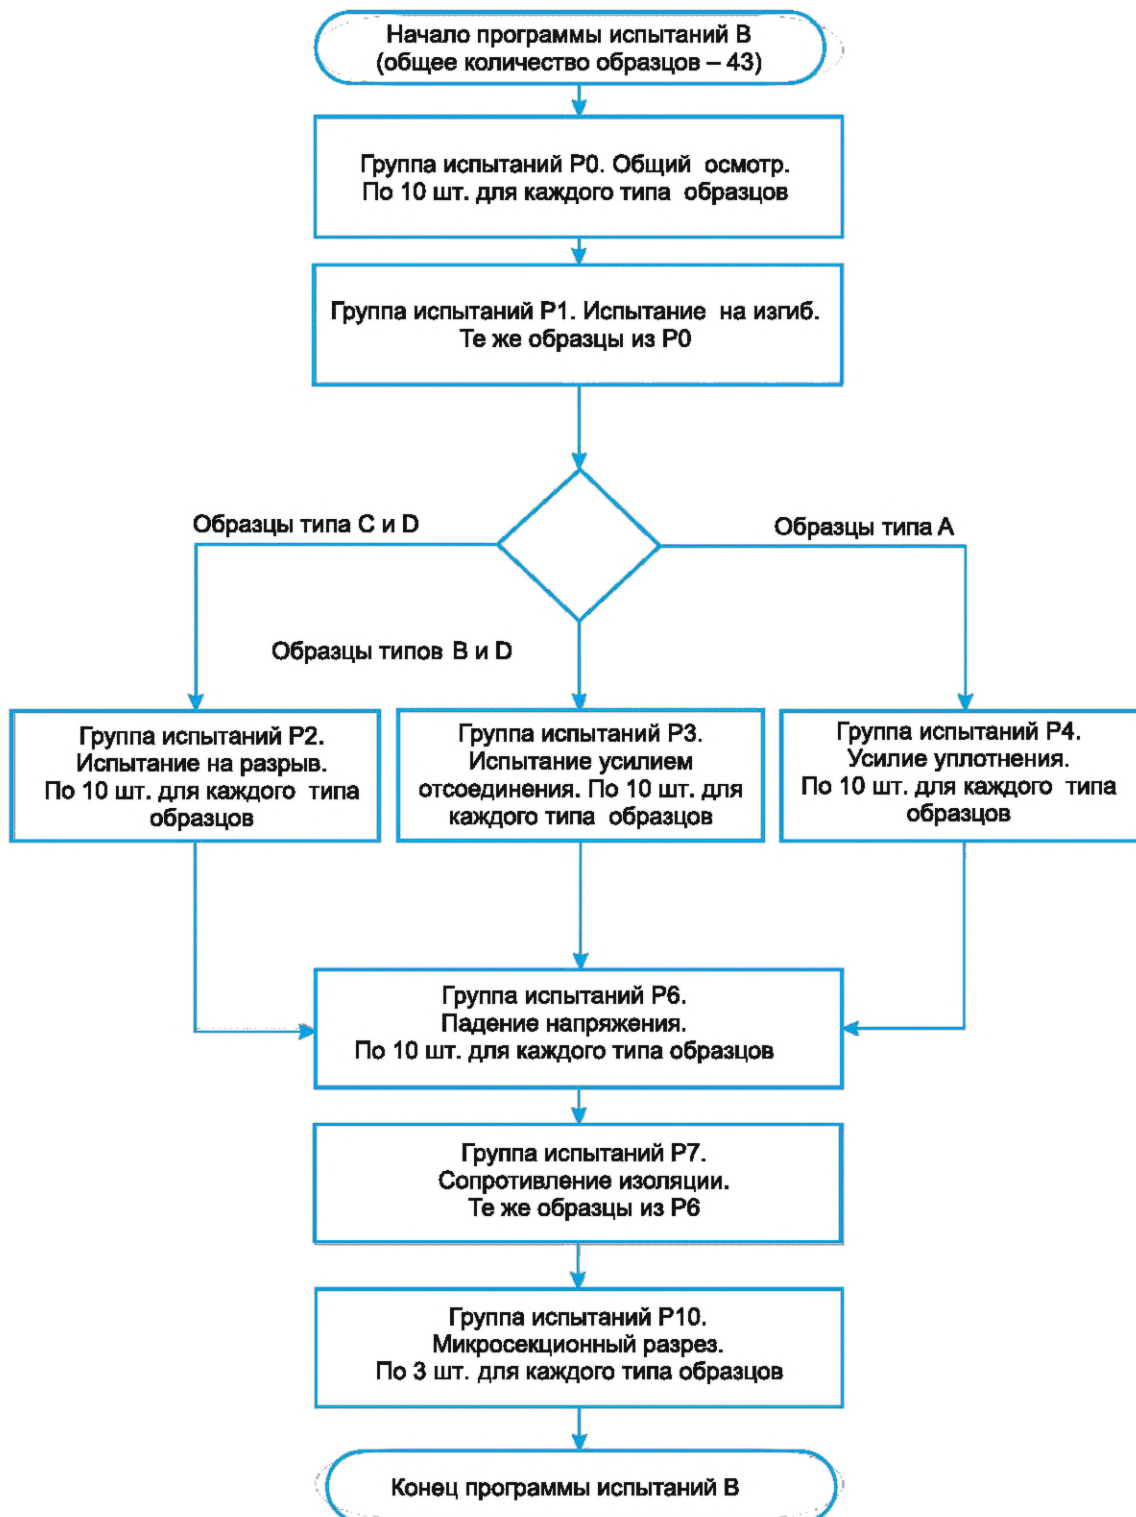 Начало программы испытаний В
(общее количество образцов – 43)
Группа испытаний Р0. Общий осмотр.
По 10 шт. для каждого типа образцов
Группа испытаний Р1. Испытание на изгиб.
Те же образцы из Р0
Образцы типа С и D
Образцы типа А
Образцы типов В и D
Группа испытаний Р2.
Испытание на разрыв.
По 10 шт. для каждого типа
образцов
Группа испытаний Р3.
Испытание усилием
отсоединения. По 10 шт. для
каждого типа образцов
Группа испытаний Р4.
Усилие уплотнения.
По 10 шт. для каждого типа
образцов
Группа испытаний Р6.
Падение напряжения.
По 10 шт. для каждого типа образцов
Группа испытаний Р7.
Сопротивление изоляции.
Те же образцы из Р6
Группа испытаний Р10.
Микросекционный разрез.
По 3 шт. для каждого типа образцов
Конец программы испытаний В